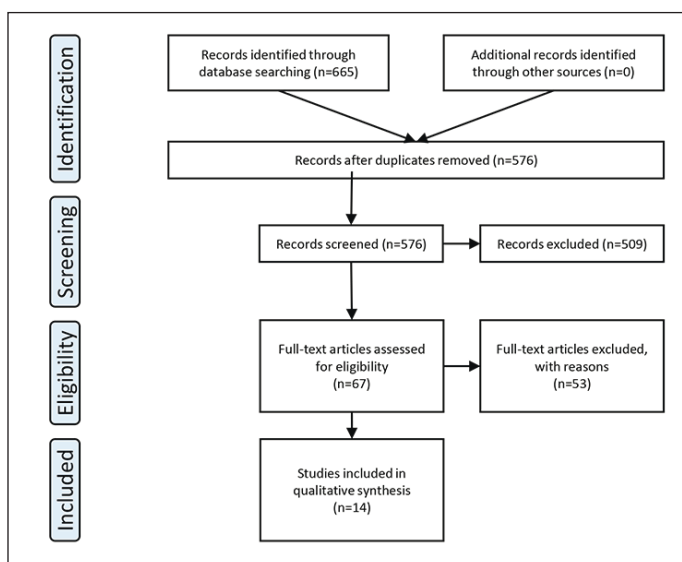 Identification
Records identified through
database searching (n=665)
Additional records identified
through other sources (n=0)
Records after duplicates removed (n=576)
Screening
Records screened (n=576)
Records excluded (n=509)
Eligibility
Full-text articles assessed
for eligibility
(n=67)
Full-text articles excluded,
with reasons
(n=53)
Included
Studies included in
qualitative synthesis
(n=14)